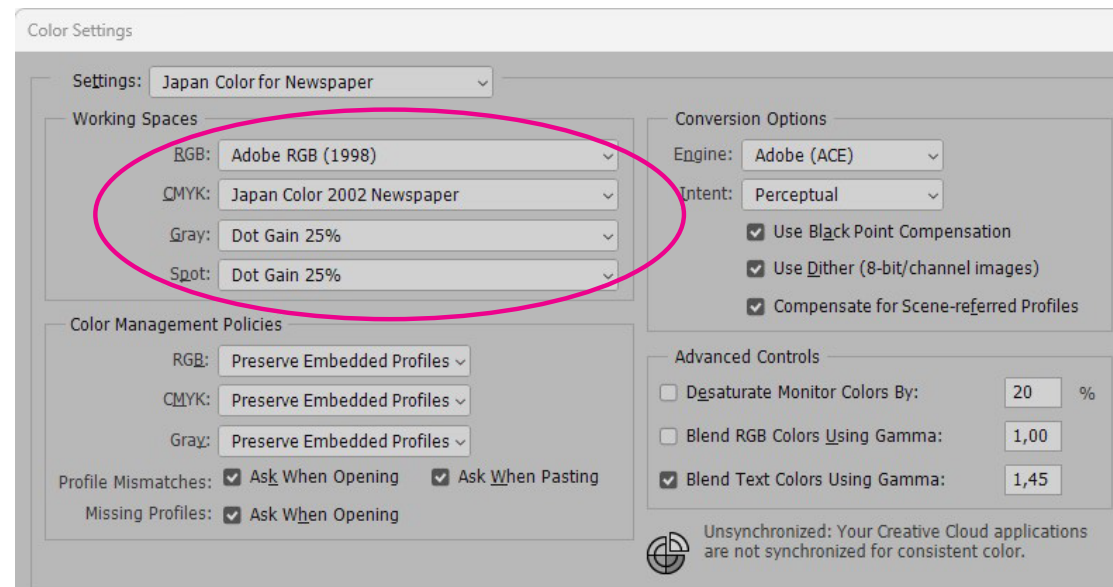 Color Settings
Settings: Japan Color for Newspaper
Working Spaces
RGB: Adobe RGB (1998)
CMYK: Japan Color 2002 Newspaper
Gray: Dot Gain 25%
Spot: Dot Gain 25%
Color Management Policies
RGB: Preserve Embedded Profiles
CMYK: Preserve Embedded Profiles
Gray: Preserve Embedded Profiles
Profile Mismatches: Ask When Opening Ask When Pasting
Missing Profiles: Ask When Opening
Conversion Options
Engine: Adobe (ACE)
Intent: Perceptual
Use Black Point Compensation
Use Dither (8-bit/channel images)
Compensate for Scene-referred Profiles
Advanced Controls
Desaturate Monitor Colors By: 20 %
Blend RGB Colors Using Gamma: 1,00
Blend Text Colors Using Gamma: 1,45
Unsynchronized: Your Creative Cloud applications
are not synchronized for consistent color.